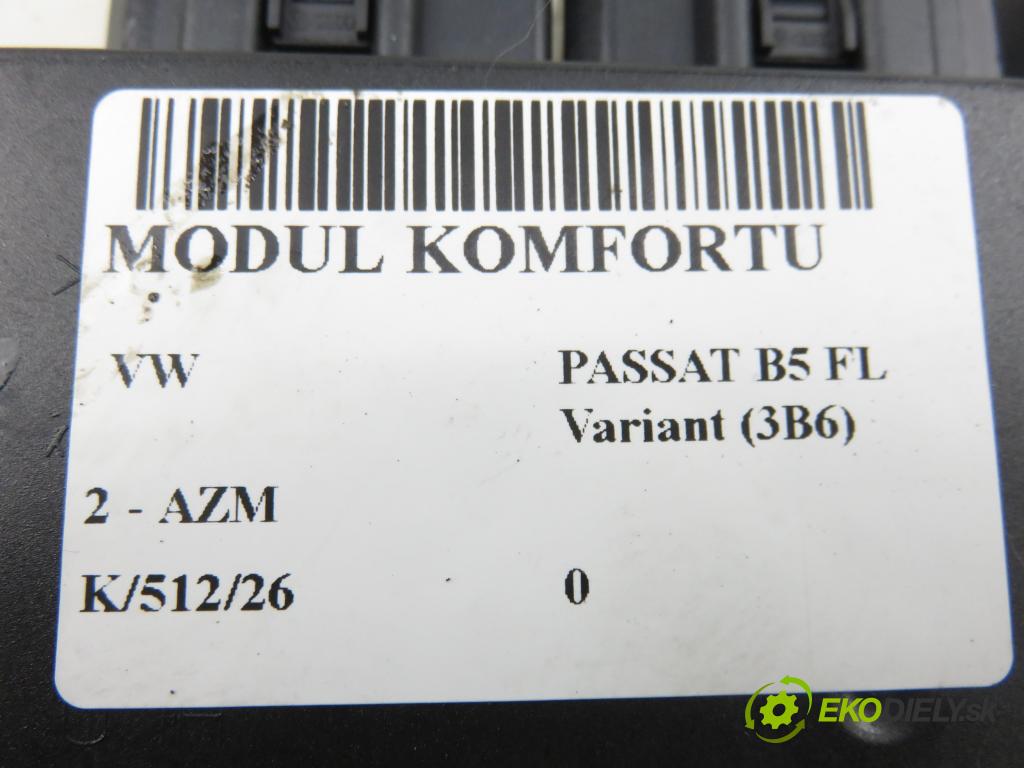 MODUL KOMFORTU
VW PASSAT B5 FL
Variant (3B6)
2 - AZM
K/512/26 0
EKODIELY.sk